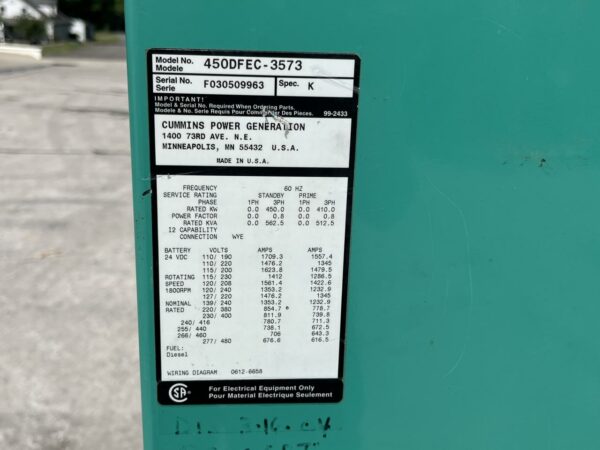 Model No. 450DFEC-3573
Modele
Serial No. F030509963 Spec. K
Serie
IMPORTANT!
Model & Serial No. Required When Ordering Parts.
Modele & No. Serie Requis Pour Commander Des Pieces. 99-2433
CUMMINS POWER GENERATION
1400 73RD AVE. N.E.
MINNEAPOLIS, MN 55432 U.S.A.
MADE IN U.S.A.
FREQUENCY 60 HZ
SERVICE RATING STANDBY PRIME
PHASE 1PH 3PH 1PH 3PH
RATED KW 0.0 450.0 0.0 410.0
POWER FACTOR 0.0 0.8 0.0 0.8
RATED KVA 0.0 562.5 0.0 512.5
I2 CAPABILITY
CONNECTION WYE
BATTERY VOLTS AMPS AMPS
24 VDC 110/ 190 1709.3 1557.4
110/ 220 1476.2 1345
115/ 200 1623.8 1479.5
ROTATING 115/ 230 1412 1286.5
SPEED 120/ 208 1561.4 1422.6
1800RPM 120/ 240 1353.2 1232.9
127/ 220 1476.2 1345
NOMINAL 139/ 240 1353.2 1232.9
RATED 220/ 380 854.7 778.7
230/ 400 811.9 739.8
240/ 416 780.7 711.3
255/ 440 738.1 672.5
266/ 460 706 643.3
277/ 480 676.6 616.5
FUEL:
Diesel
WIRING DIAGRAM 0612-6658
CSA
For Electrical Equipment Only
Pour Material Electrique Seulement